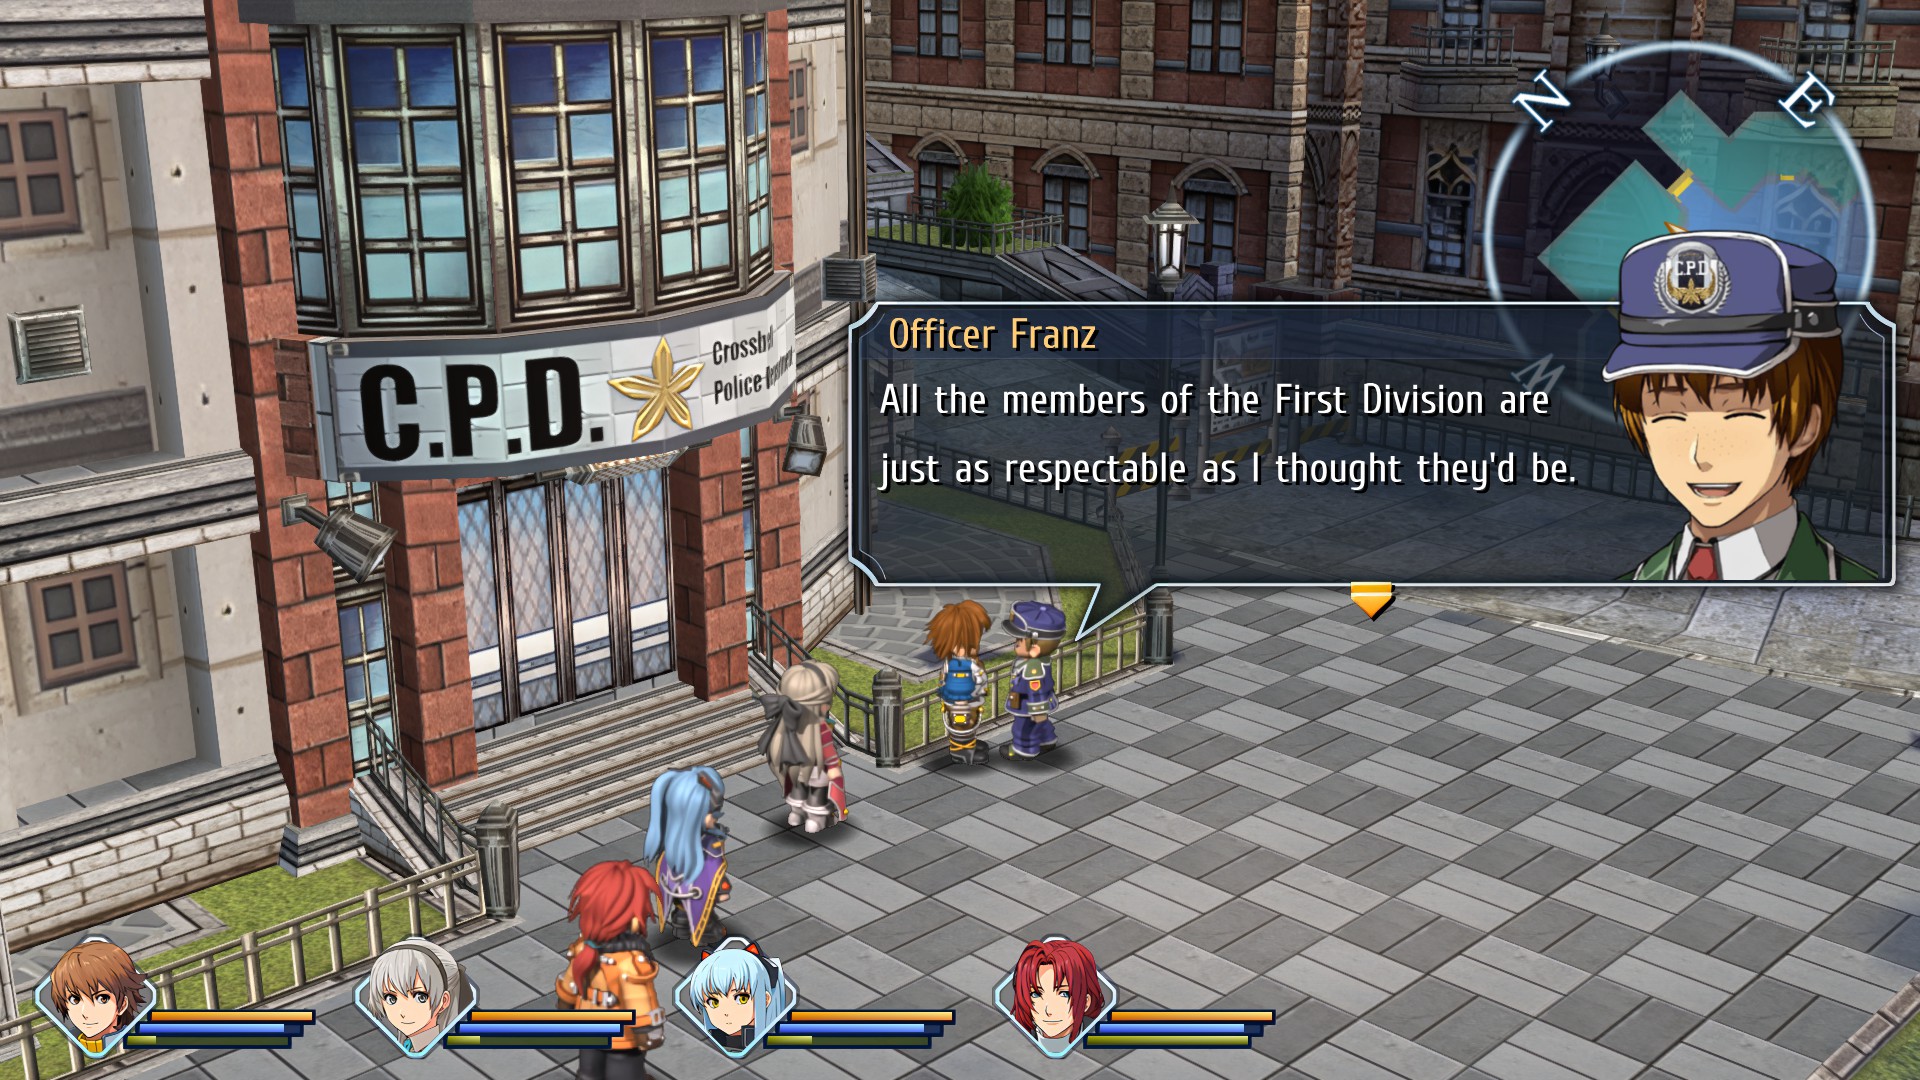 N
E
C.P.D.
Officer Franz
C.P.D.
Crossbell
Police Department
All the members of the First Division are
just as respectable as I thought they'd be.
W